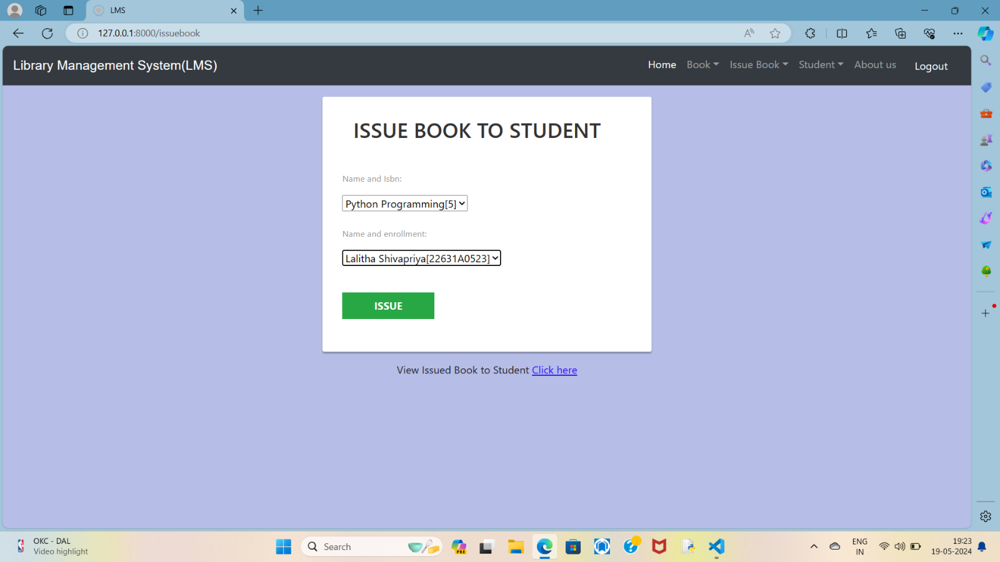 LMS
127.0.0.1:8000/issuebook
Library Management System(LMS)
Home Book Issue Book Student About us Logout
ISSUE BOOK TO STUDENT
Name and Isbn:
Python Programming[5]
Name and enrollment:
Lalitha Shivapriya[22631A0523]
ISSUE
View Issued Book to Student Click here
OKC - DAL
Video highlight
Search
PRE
ENG
IN
19:23
19-05-2024